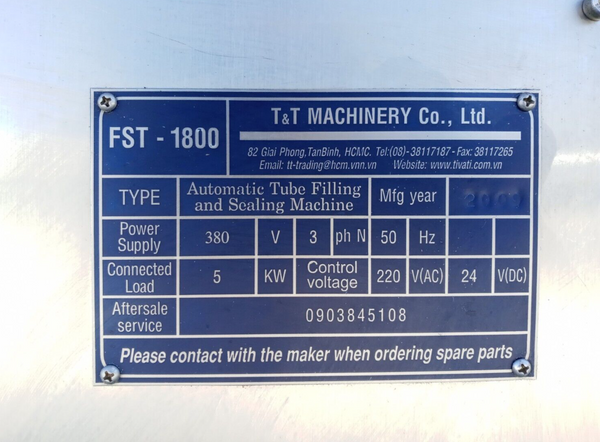 FST - 1800
T&T MACHINERY Co., Ltd.
82 Giai Phong,TanBinh, HCMC. Tel:(08)- 38117187 - Fax: 38117265
Email: tt-trading@hcm.vnn.vn Website: www.tivati.com.vn
TYPE Automatic Tube Filling and Sealing Machine Mfg year 2009
Power Supply 380 V 3 ph N 50 Hz
Connected Load 5 KW Control voltage 220 V(AC) 24 V(DC)
Aftersale service 0903845108
Please contact with the maker when ordering spare parts